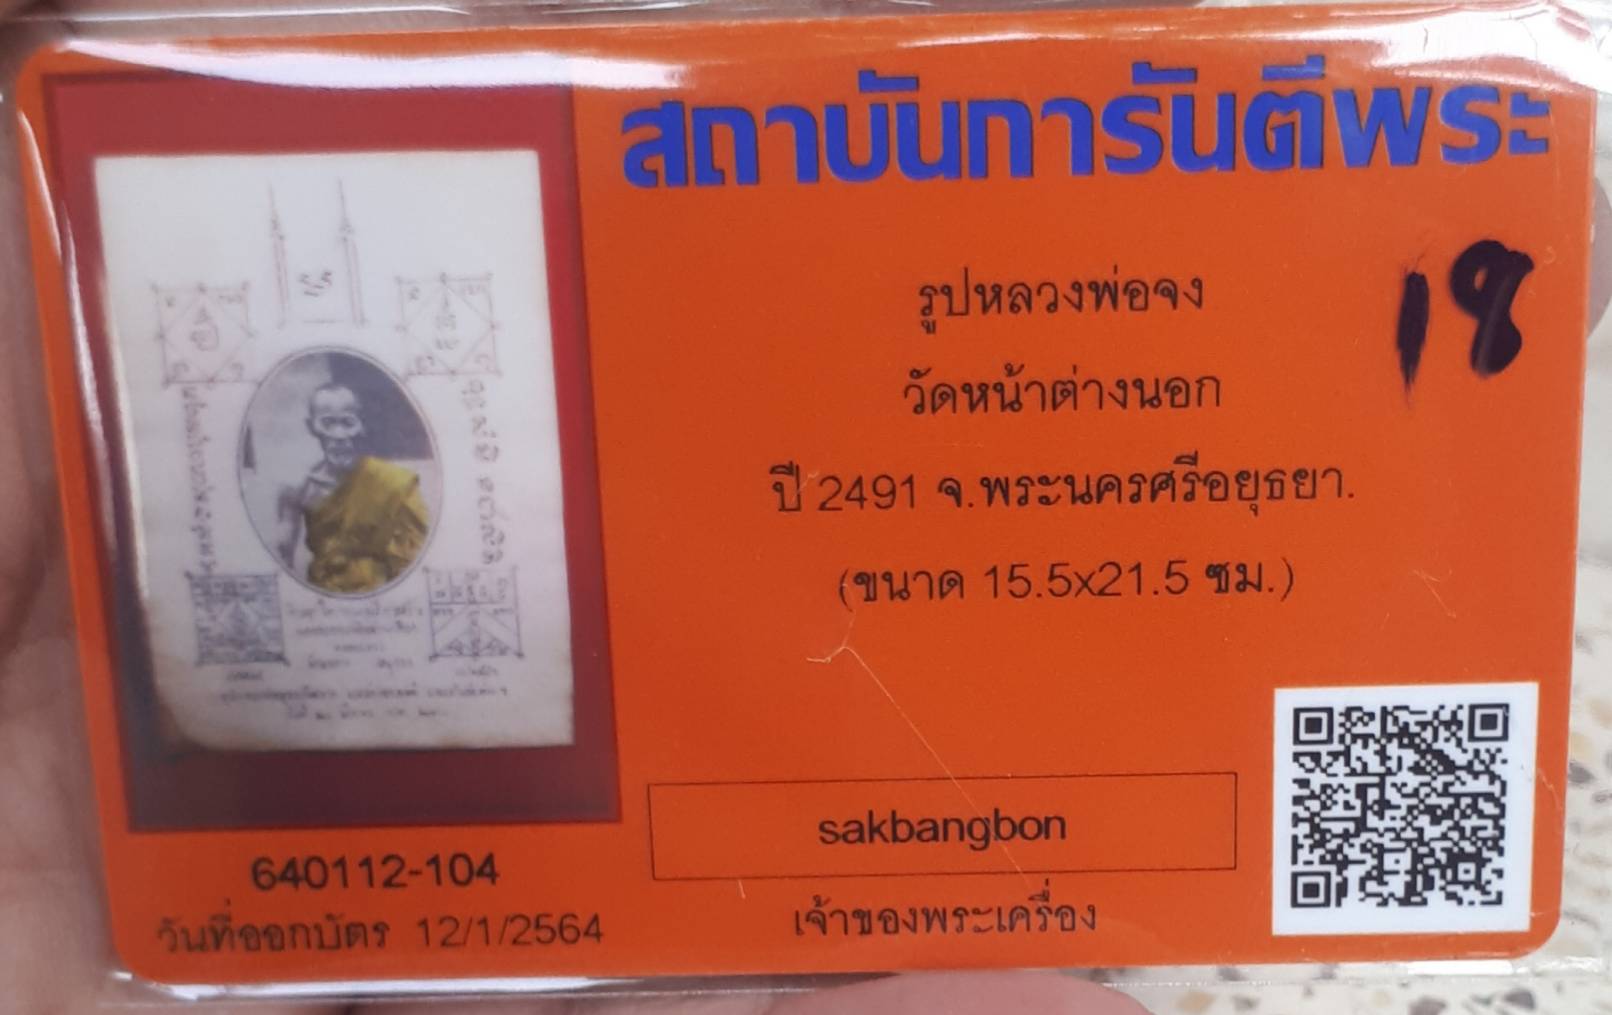 สถาบันการันตีพระ
รูปหลวงพ่อจง
18
วัดหน้าต่างนอก
ปี 2491 จ.พระนครศรีอยุธยา.
(ขนาด 15.5x21.5 ซม.)
sakbangbon
เจ้าของพระเครื่อง
640112-104
วันที่ออกบัตร 12/1/2564